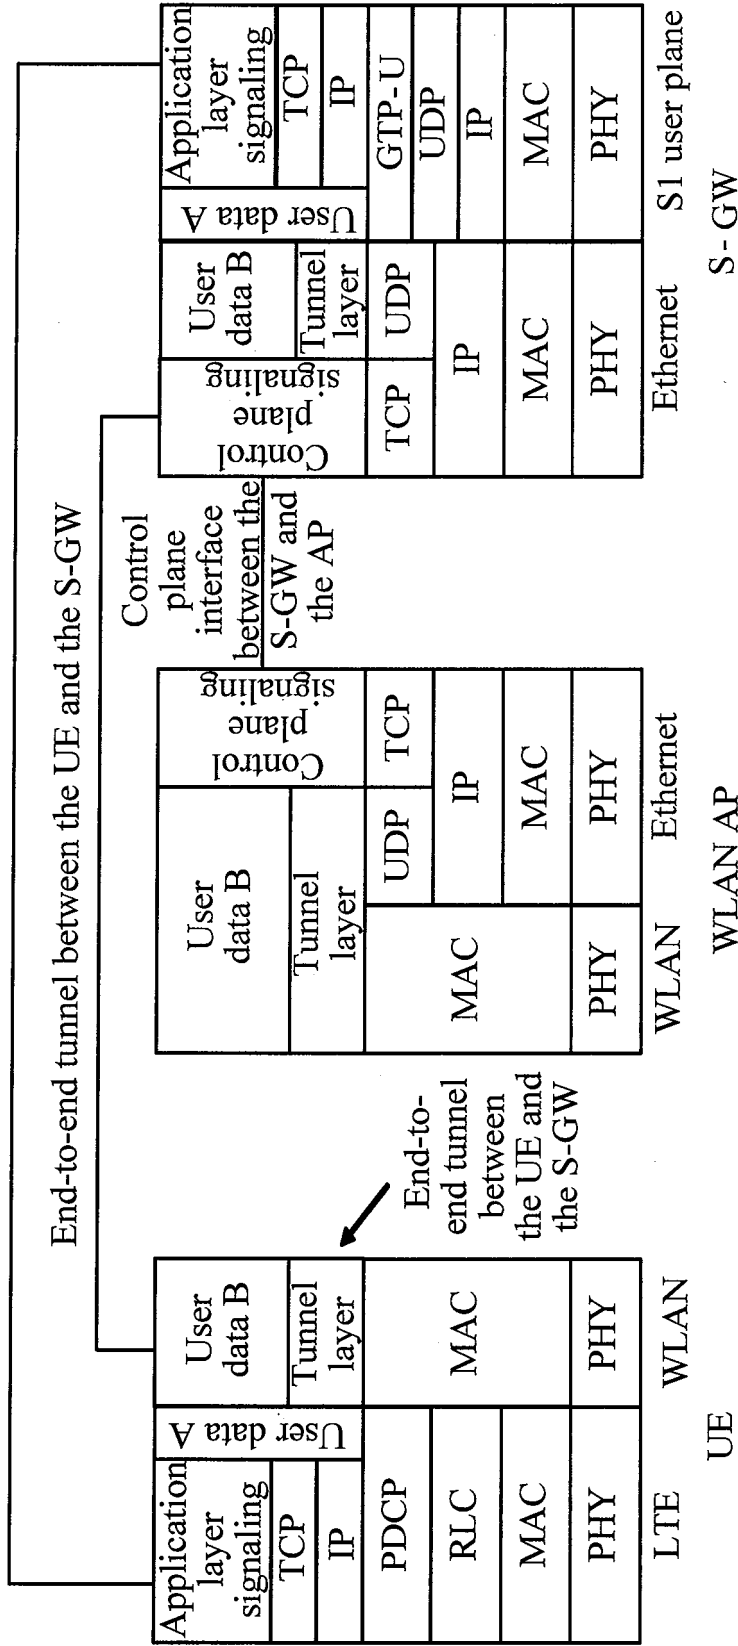 End-to-end tunnel between the UE and the S-GW
Application
layer
signaling
TCP
IP
User data A
PDCP
RLC
MAC
PHY
LTE
User
data B
Tunnel
layer
MAC
PHY
WLAN
UE
End-to-
end tunnel
between
the UE and
the S-GW
User
data B
Tunnel
layer
MAC
PHY
WLAN
Control
plane
signaling
UDP
TCP
IP
MAC
PHY
Ethernet
WLAN AP
Control
plane
interface
between the
S-GW and
the AP
Control
plane
signaling
User
data B
Tunnel
layer
TCP
UDP
IP
MAC
PHY
Ethernet
User data A
Application
layer
signaling
TCP
IP
GTP-U
UDP
IP
MAC
PHY
S1 user plane
S- GW